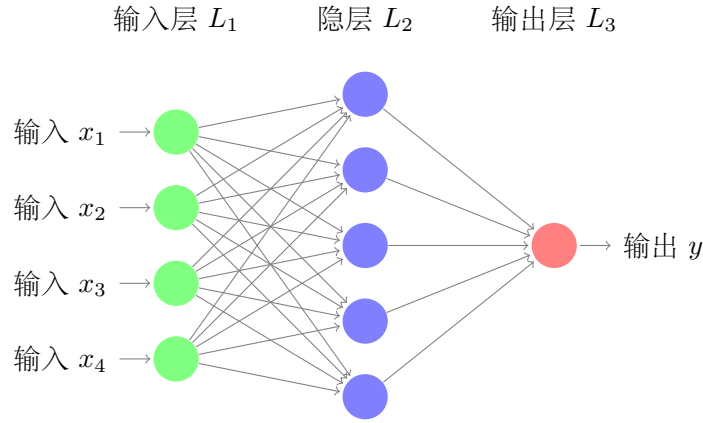 输入层 L₁ 隐层 L₂ 输出层 L₃
输入 x₁
输入 x₂
输入 x₃
输入 x₄
输出 y